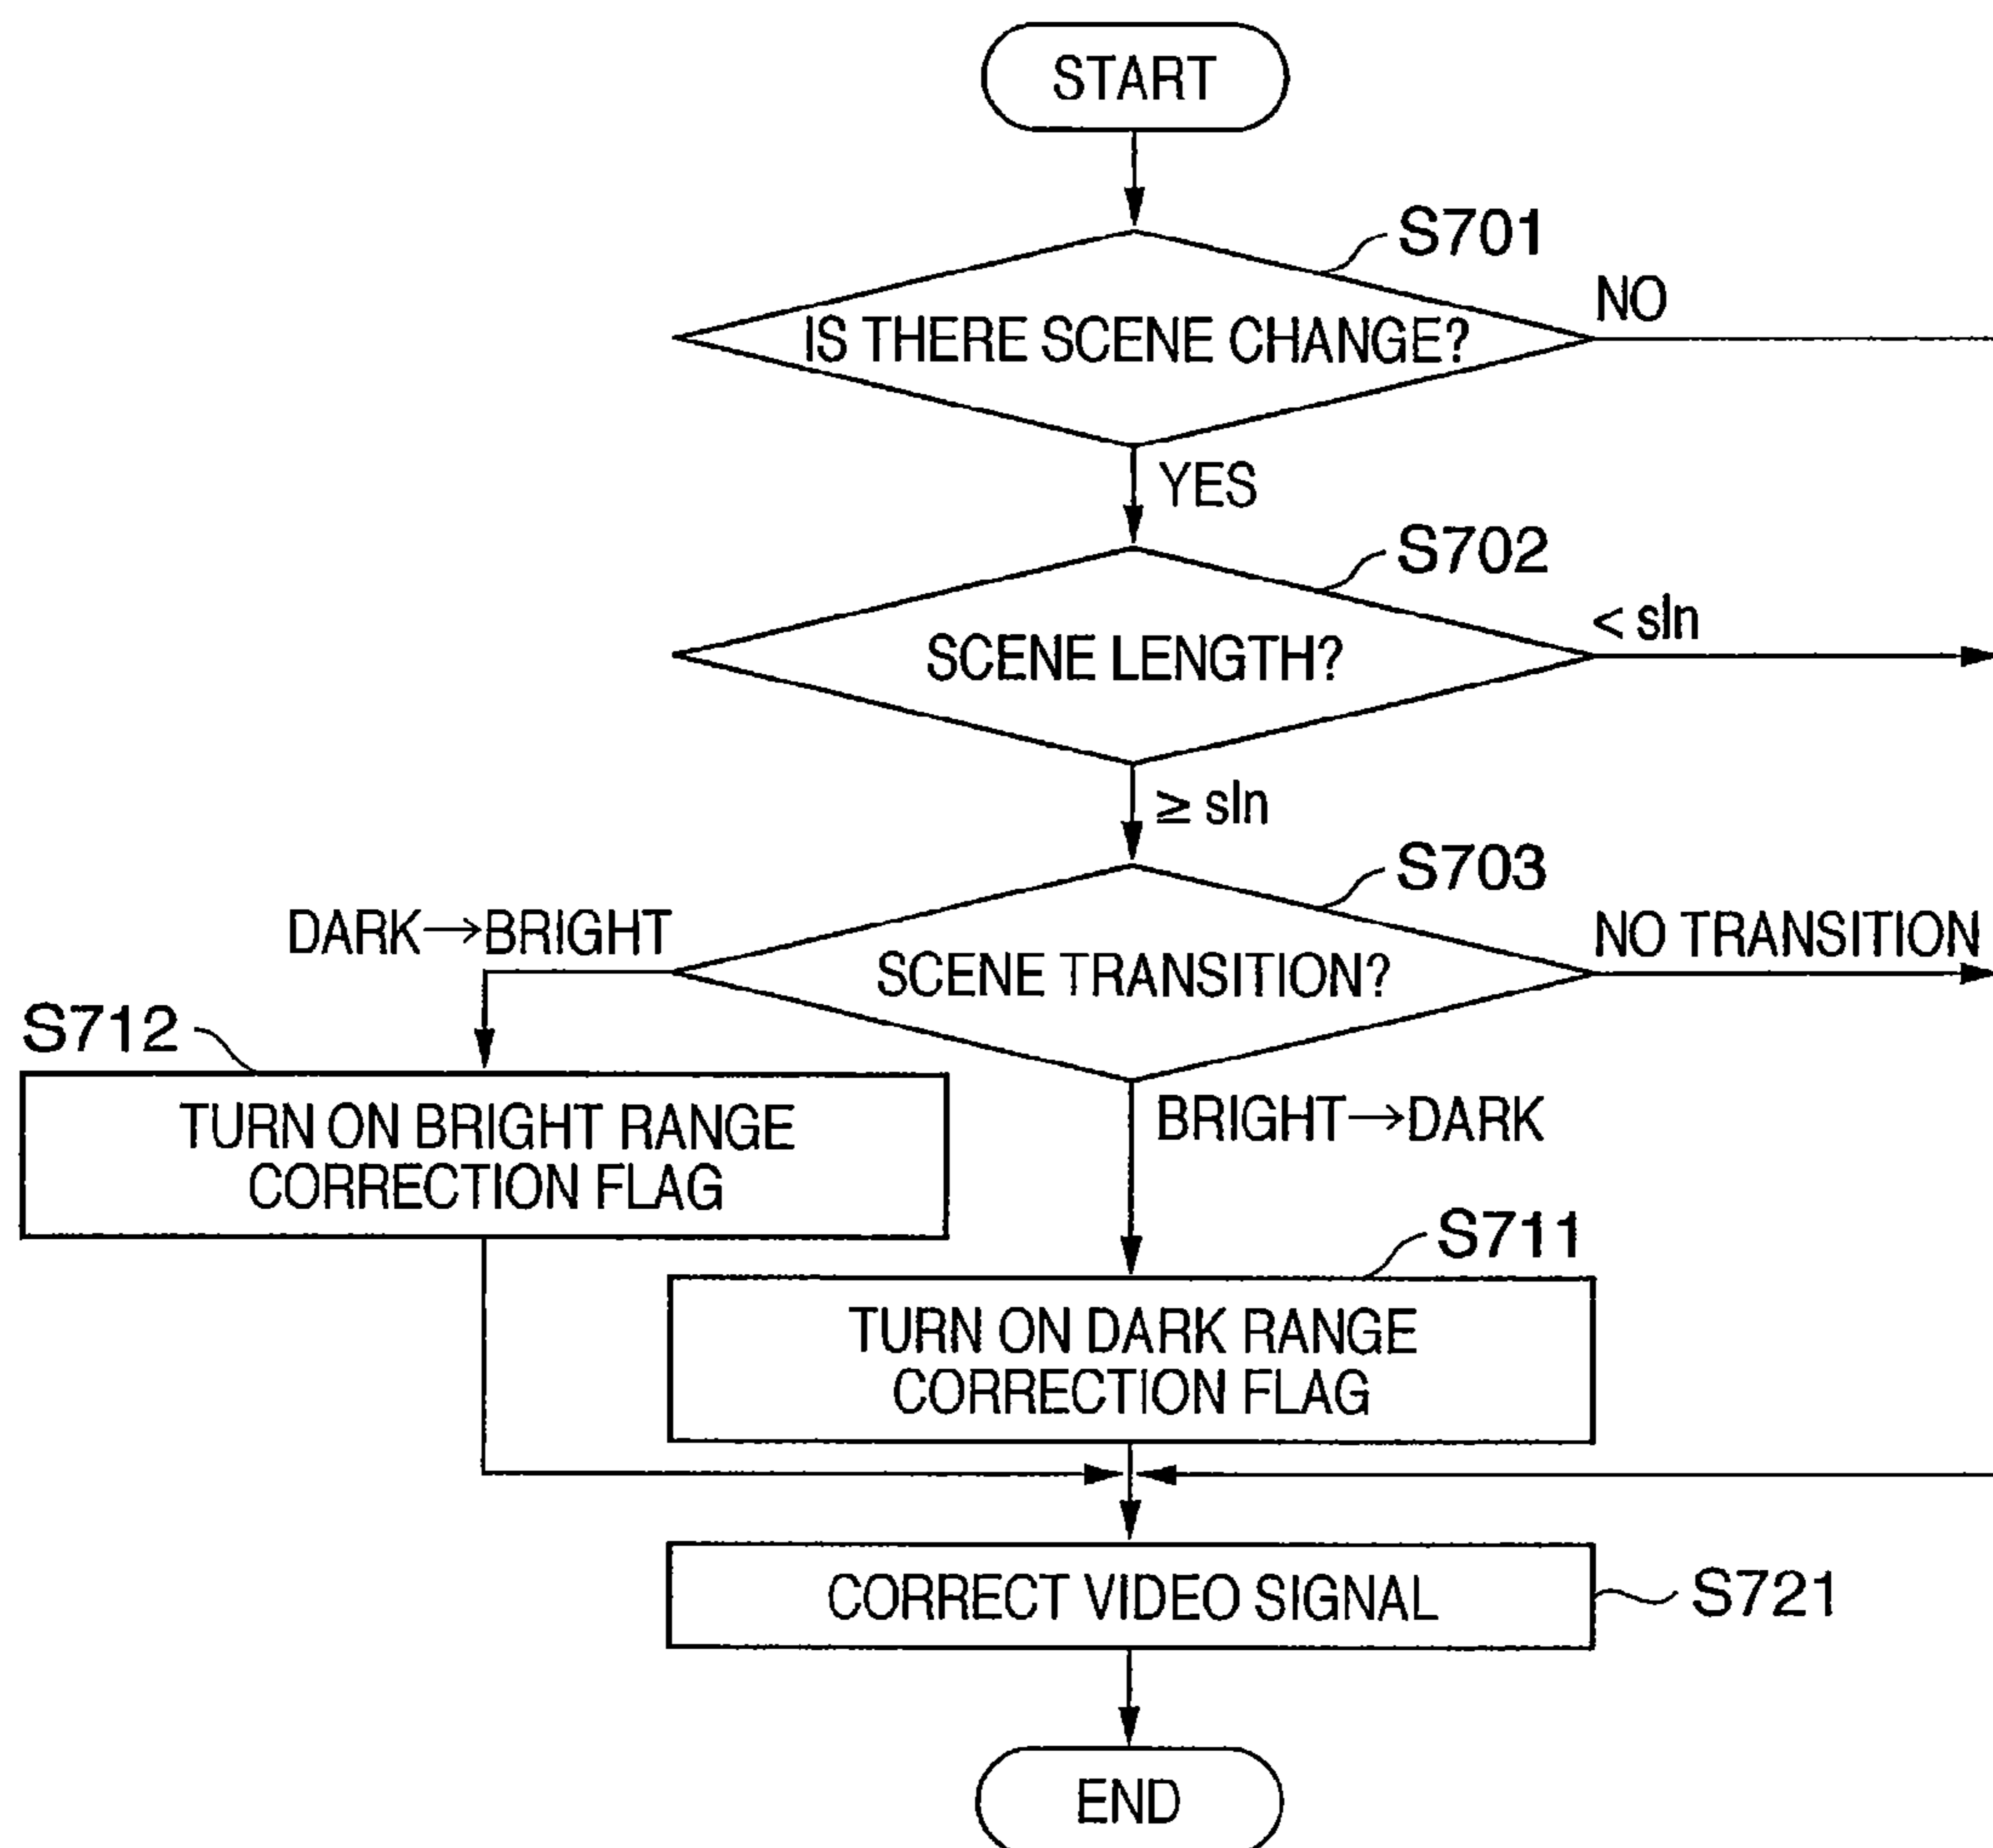 START
S701
NO
IS THERE SCENE CHANGE?
YES
S702
< sln
SCENE LENGTH?
≥ sln
S703
DARK→BRIGHT
NO TRANSITION
SCENE TRANSITION?
S712
TURN ON BRIGHT RANGE
CORRECTION FLAG
BRIGHT→DARK
S711
TURN ON DARK RANGE
CORRECTION FLAG
CORRECT VIDEO SIGNAL
S721
END